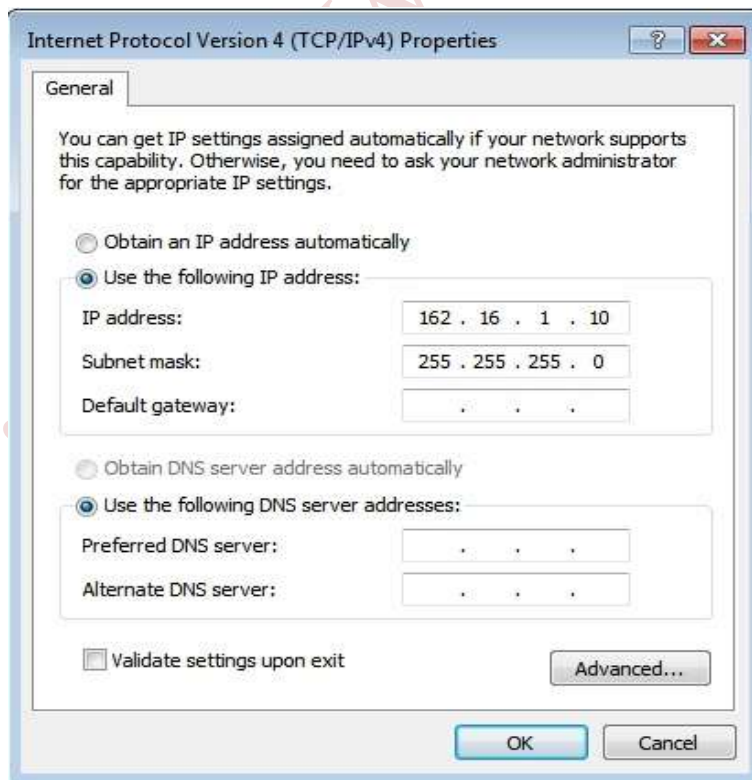 Internet Protocol Version 4 (TCP/IPv4) Properties
General
You can get IP settings assigned automatically if your network supports
this capability. Otherwise, you need to ask your network administrator
for the appropriate IP settings.
Obtain an IP address automatically
Use the following IP address:
IP address: 162 . 16 . 1 . 10
Subnet mask: 255 . 255 . 255 . 0
Default gateway: . . .
Obtain DNS server address automatically
Use the following DNS server addresses:
Preferred DNS server: . . .
Alternate DNS server: . . .
Validate settings upon exit
Advanced...
OK Cancel